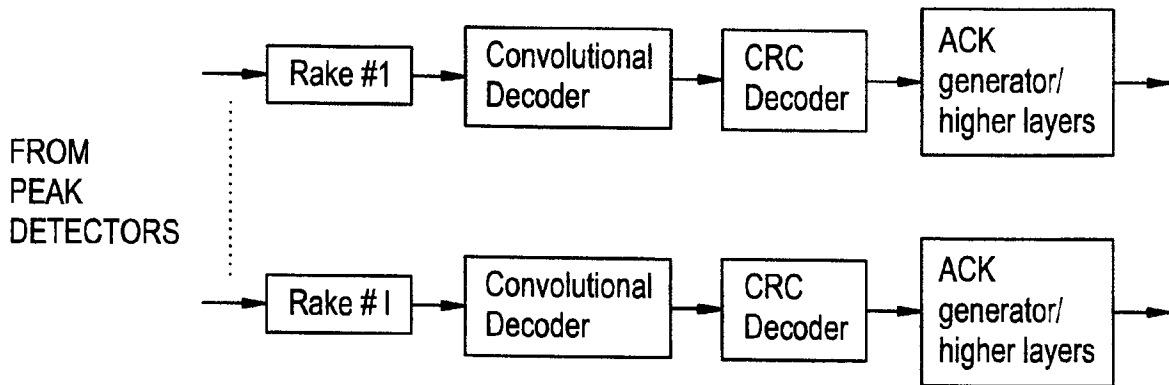 Rake #1
Convolutional
Decoder
CRC
Decoder
ACK
generator/
higher layers
FROM
PEAK
DETECTORS
Rake # I
Convolutional
Decoder
CRC
Decoder
ACK
generator/
higher layers